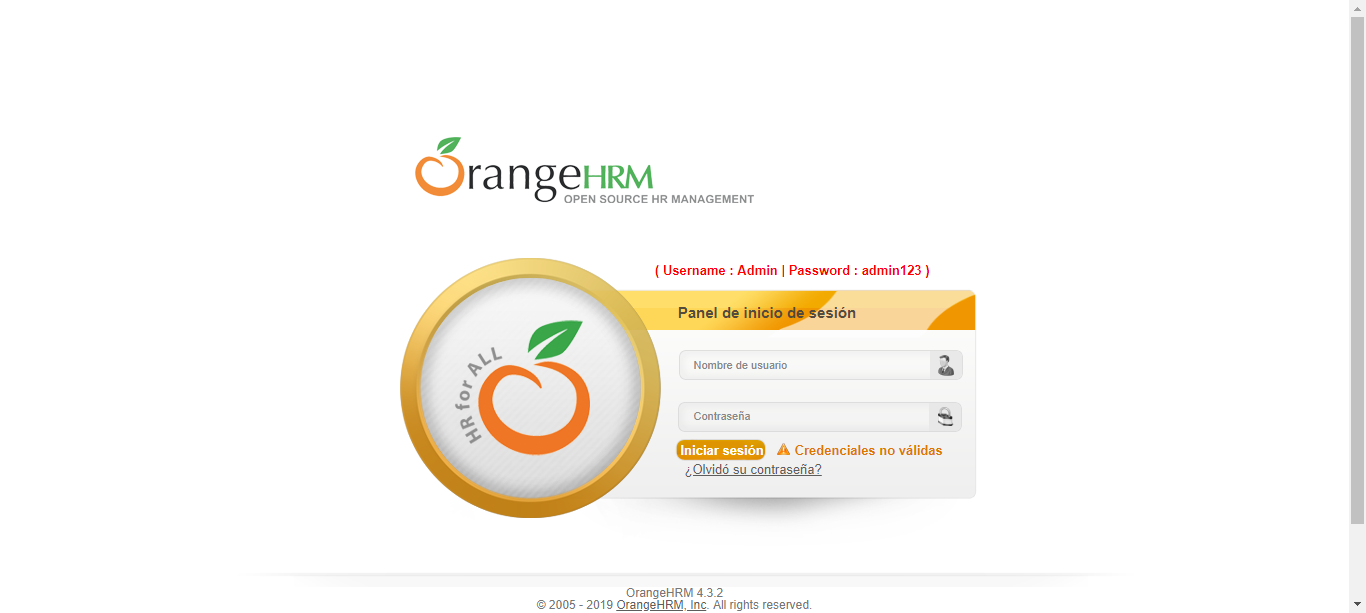 OrangeHRM
OPEN SOURCE HR MANAGEMENT
( Username : Admin | Password : admin123 )
HR for ALL
Panel de inicio de sesión
Nombre de usuario
Contraseña
Iniciar sesión Credenciales no válidas
¿Olvidó su contraseña?
OrangeHRM 4.3.2
© 2005 - 2019 OrangeHRM, Inc. All rights reserved.